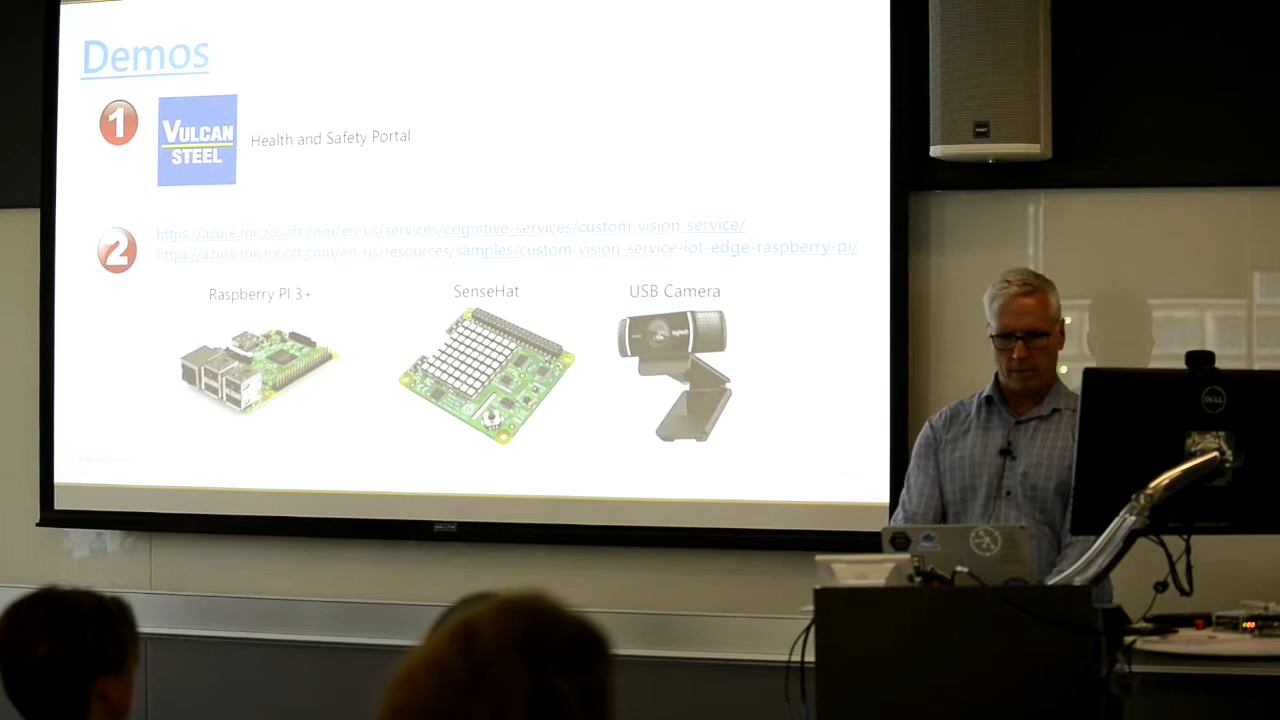 Demos
1
VULCAN
STEEL
Health and Safety Portal
2
https://azure.microsoft.com/en-us/services/cognitive-services/custom-vision-service/
https://azure.microsoft.com/en-us/resources/samples/custom-vision-service-iot-edge-raspberry-pi/
Raspberry PI 3+
SenseHat
USB Camera
logitech
DELL